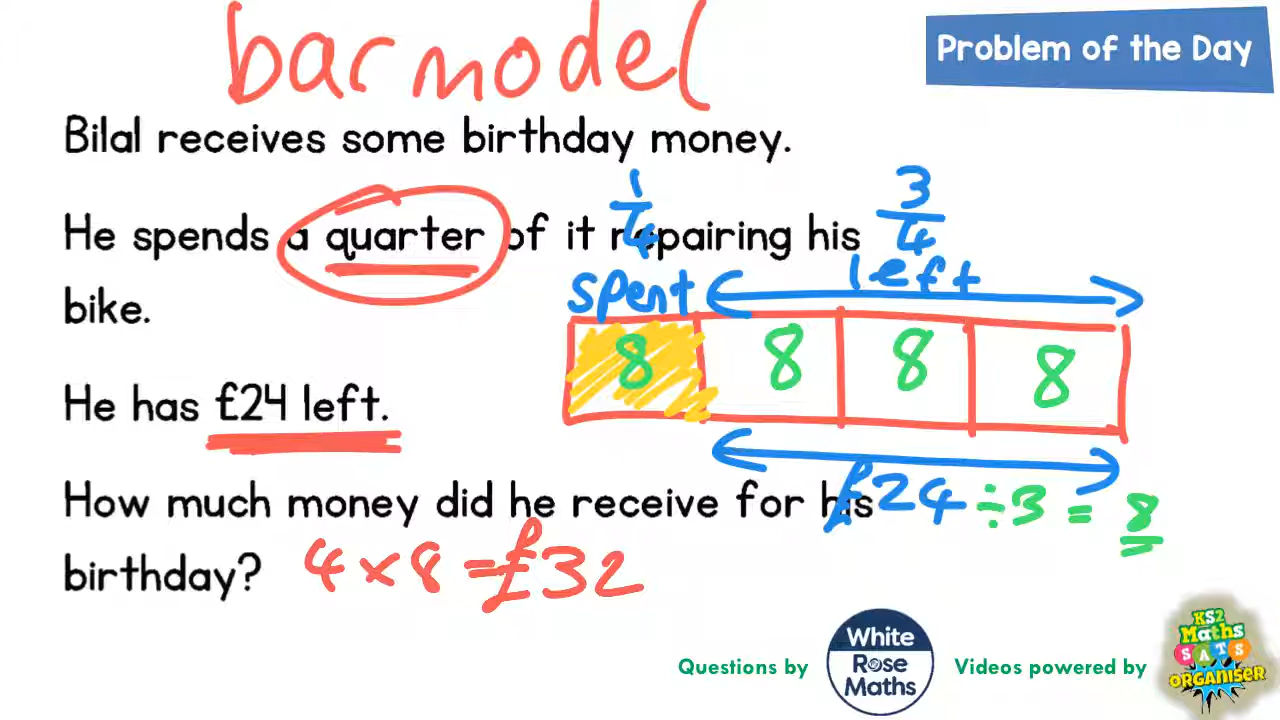 bar model
Problem of the Day
Bilal receives some birthday money.
He spends a quarter of it repairing his
bike.
1/4
3/4
spent
left
8 8 8 8
He has £24 left.
How much money did he receive for his
birthday?
£24 ÷ 3 = 8
4 × 8 = £32
Questions by
White
Rose
Maths
Videos powered by
KS2
Maths
SATS
ORGANISER